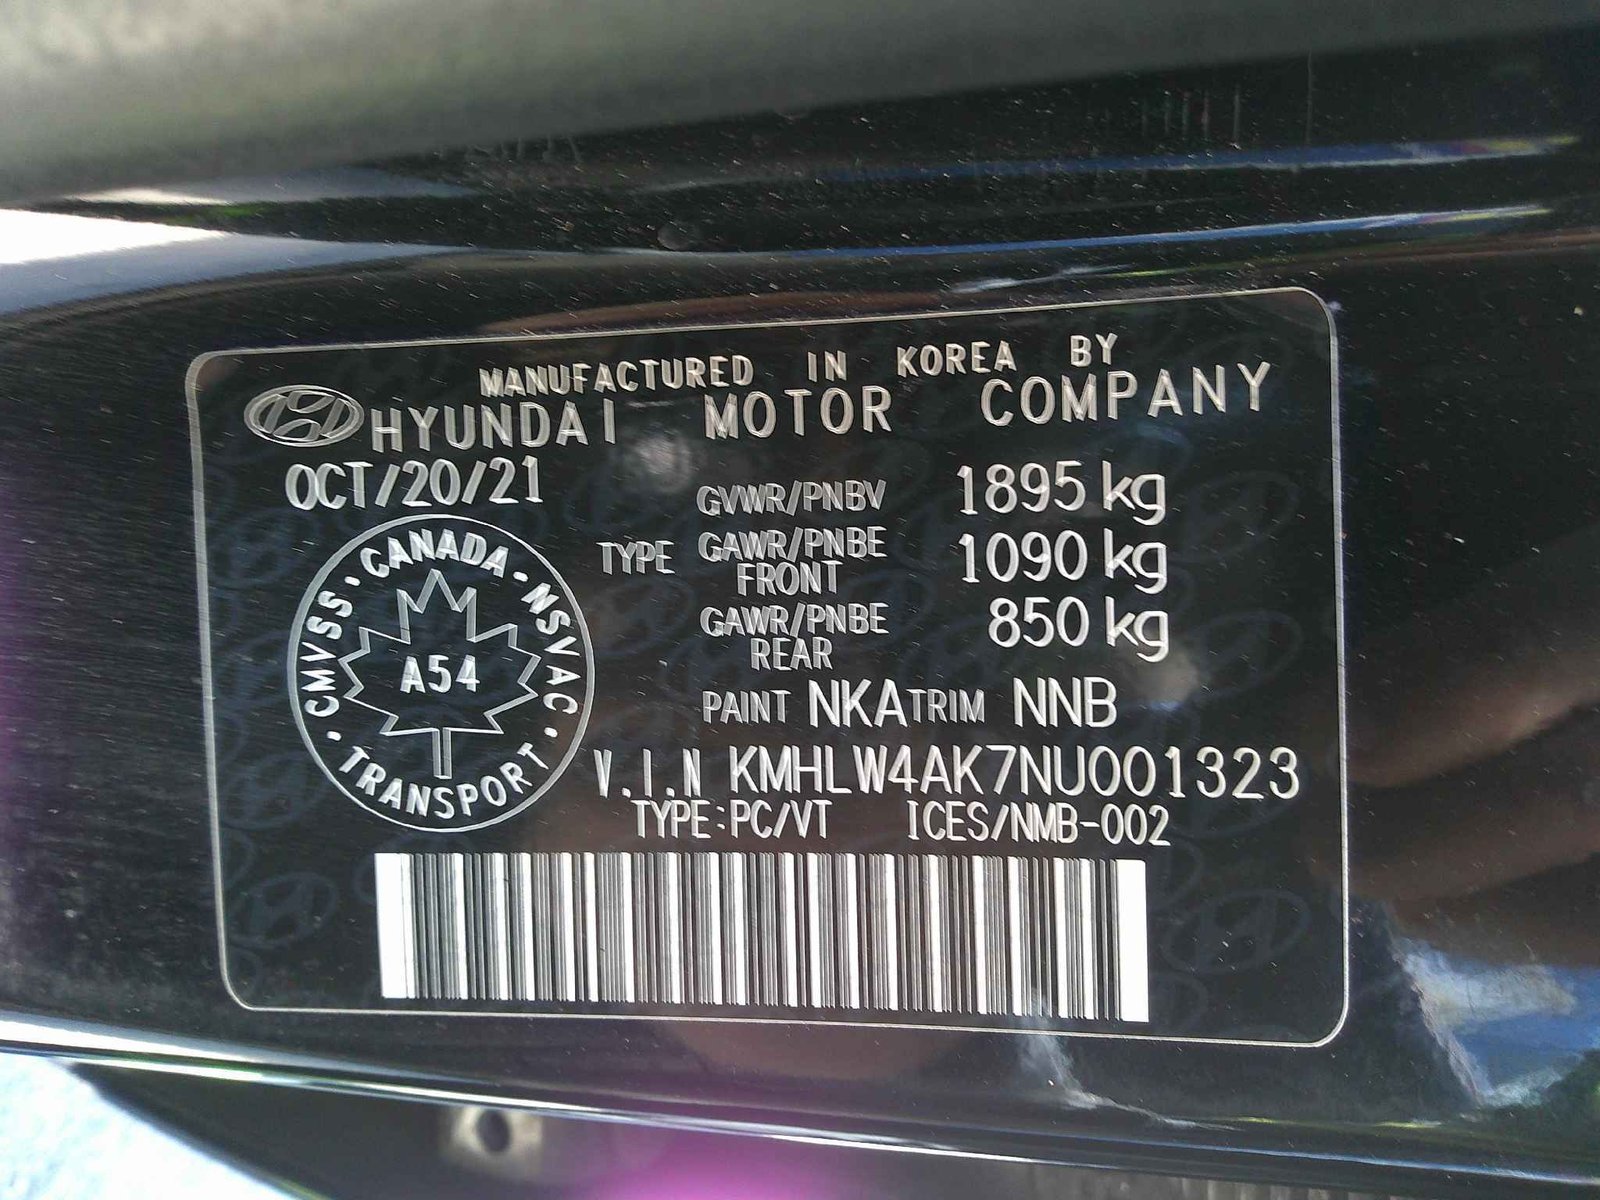 MANUFACTURED IN KOREA BY
HYUNDAI MOTOR COMPANY
OCT/20/21
GVWR/PNBV 1895 kg
TYPE GAWR/PNBE FRONT 1090 kg
GAWR/PNBE REAR 850 kg
PAINT NKA TRIM NNB
V.I.N KMHLW4AK7NU001323
TYPE:PC/VT ICES/NMB-002
CANADA · NSVAC · TRANSPORT · CMVSS ·
A54